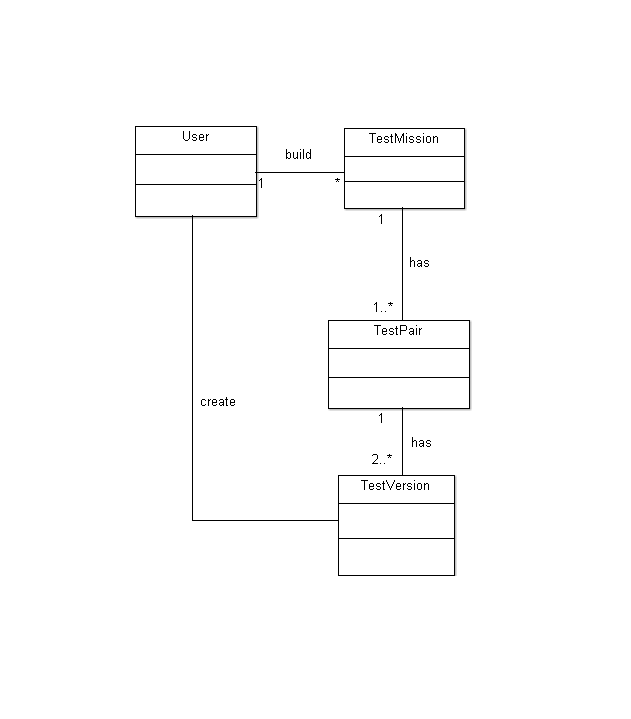 User
TestMission
build
1
*
1
has
1..*
TestPair
create
1
has
2..*
TestVersion